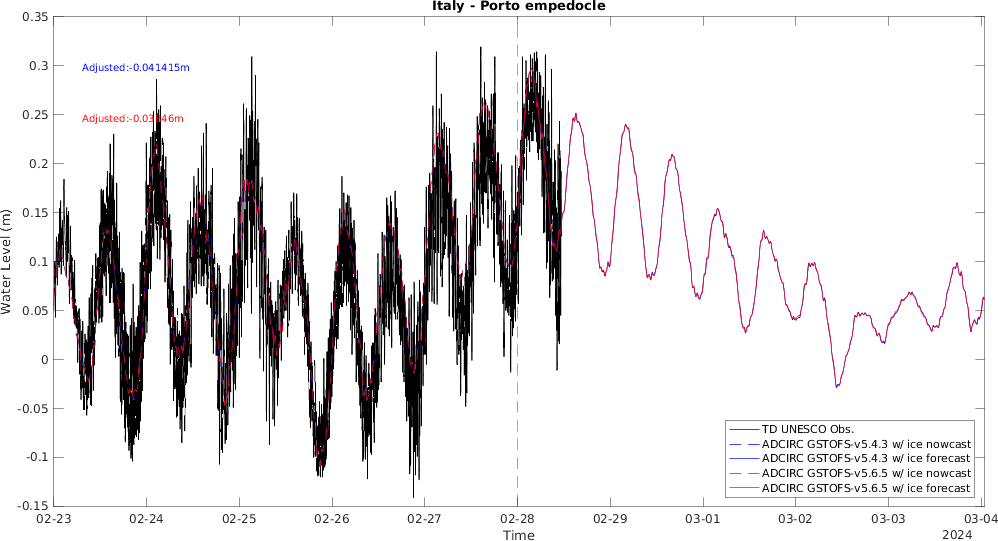 Italy - Porto empedocle
0.35
0.3
0.25
0.2
0.15
0.1
0.05
0
-0.05
-0.1
-0.15
Water Level (m)
Adjusted:-0.041415m
TD UNESCO Obs.
ADCIRC GSTOFS-v5.4.3 w/ ice nowcast
ADCIRC GSTOFS-v5.4.3 w/ ice forecast
ADCIRC GSTOFS-v5.6.5 w/ ice nowcast
ADCIRC GSTOFS-v5.6.5 w/ ice forecast
02-23 02-24 02-25 02-26 02-27 02-28 02-29 03-01 03-02 03-03 03-04
Time
2024